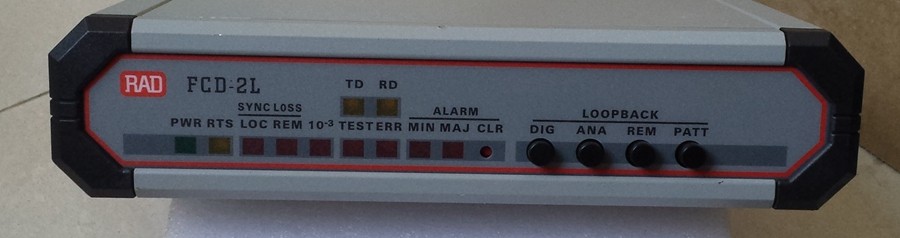 RAD FCD-2L TD RD
SYNC LOSS ALARM LOOPBACK
PWR RTS LOC REM 10-³ TEST ERR MIN MAJ CLR DIG ANA REM PATT